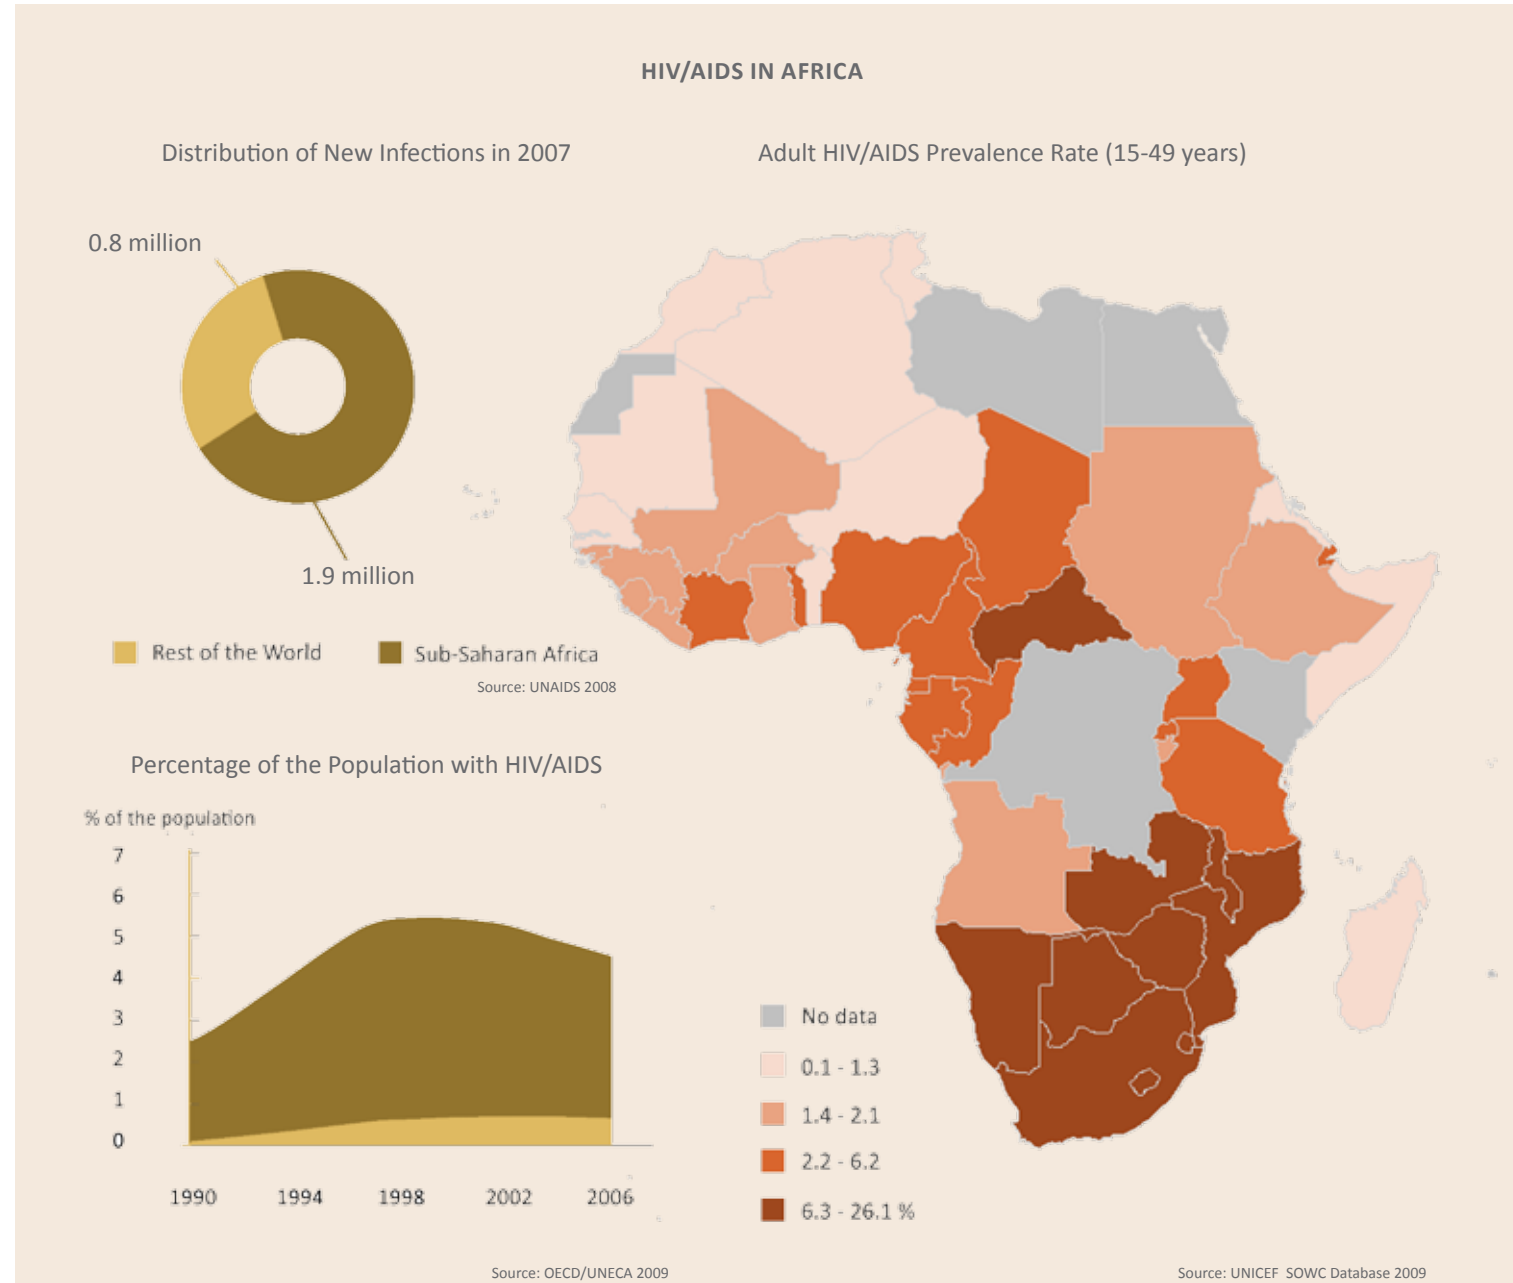 HIV/AIDS IN AFRICA
Distribution of New Infections in 2007
0.8 million
1.9 million
Rest of the World
Sub-Saharan Africa
Source: UNAIDS 2008
Percentage of the Population with HIV/AIDS
% of the population
7
6
5
4
3
2
1
0
1990
1994
1998
2002
2006
Source: OECD/UNECA 2009
Adult HIV/AIDS Prevalence Rate (15-49 years)
No data
0.1 - 1.3
1.4 - 2.1
2.2 - 6.2
6.3 - 26.1 %
Source: UNICEF SOWC Database 2009